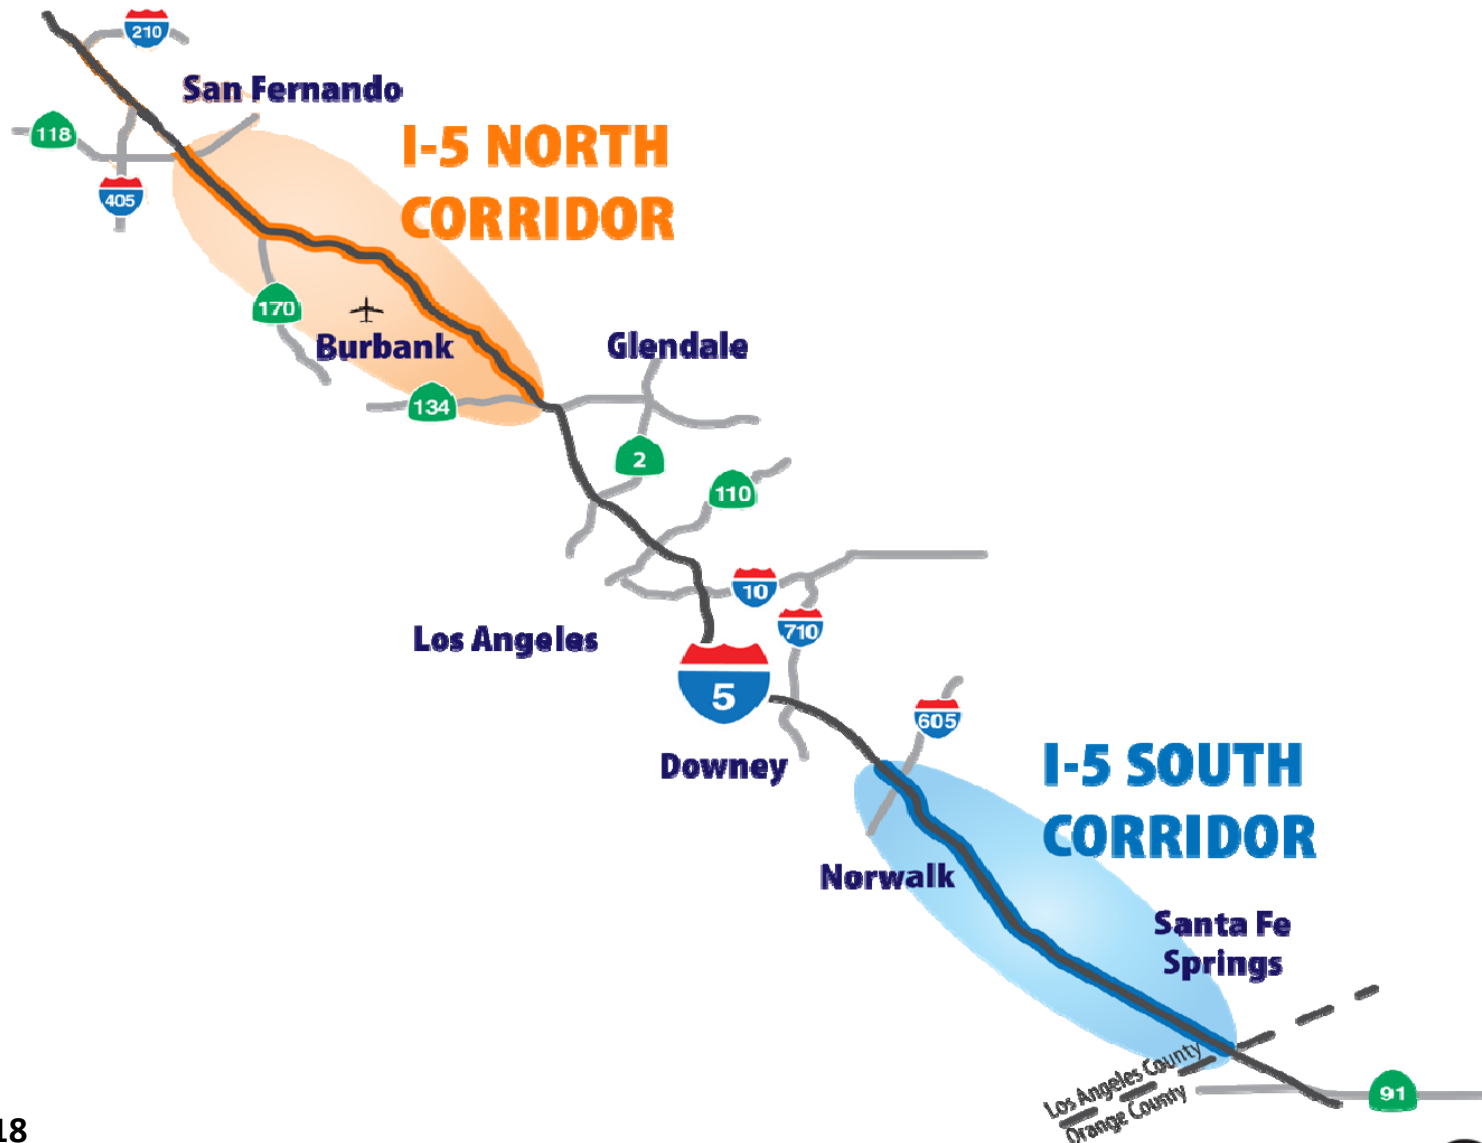 210
San Fernando
118
I-5 NORTH
CORRIDOR
405
170
Burbank
Glendale
134
2
110
10
710
Los Angeles
5
605
Downey
I-5 SOUTH
CORRIDOR
Norwalk
Santa Fe
Springs
Los Angeles County
Orange County
91
18